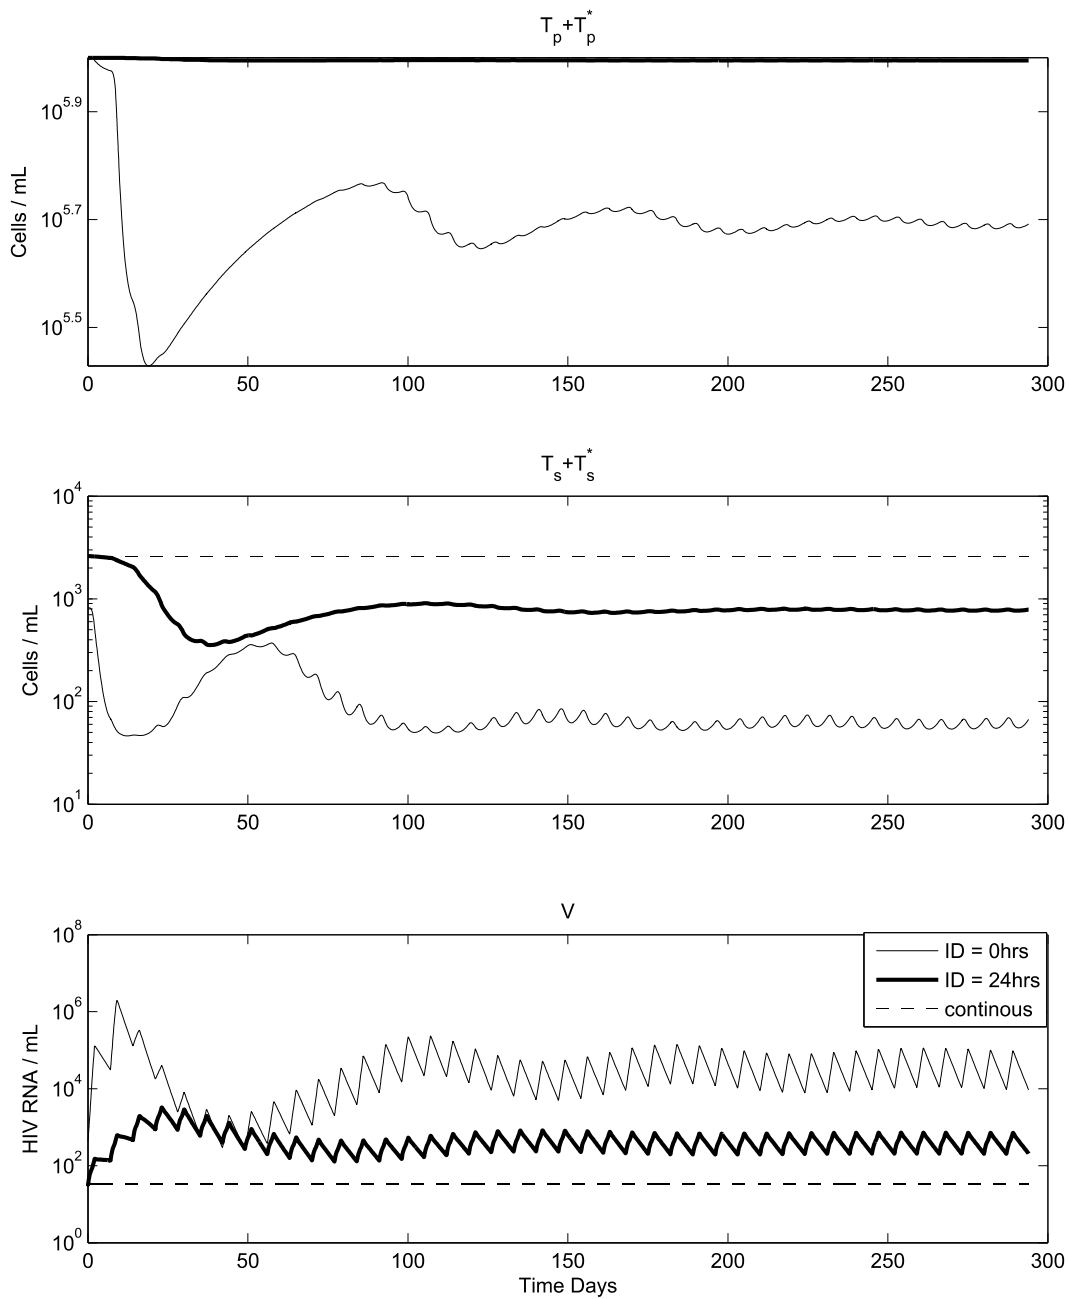 T_p+T_p^*
10^5.9
10^5.7
10^5.5
Cells / mL
0 50 100 150 200 250 300
T_s+T_s^*
10^4
10^3
10^2
10^1
Cells / mL
0 50 100 150 200 250 300
V
10^8
10^6
10^4
10^2
10^0
HIV RNA / mL
ID = 0hrs
ID = 24hrs
continous
0 50 100 150 200 250 300
Time Days